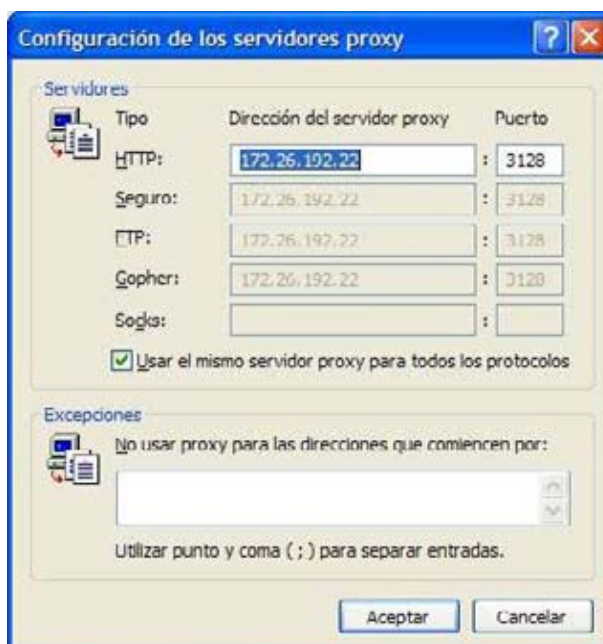 Configuración de los servidores proxy
Servidores
Tipo Dirección del servidor proxy Puerto
HTTP: 172.26.192.22 : 3128
Seguro: 172.26.192.22 : 3128
FTP: 172.26.192.22 : 3128
Gopher: 172.26.192.22 : 3128
Socks: :
Usar el mismo servidor proxy para todos los protocolos
Excepciones
No usar proxy para las direcciones que comiencen por:
Utilizar punto y coma ( ; ) para separar entradas.
Aceptar Cancelar